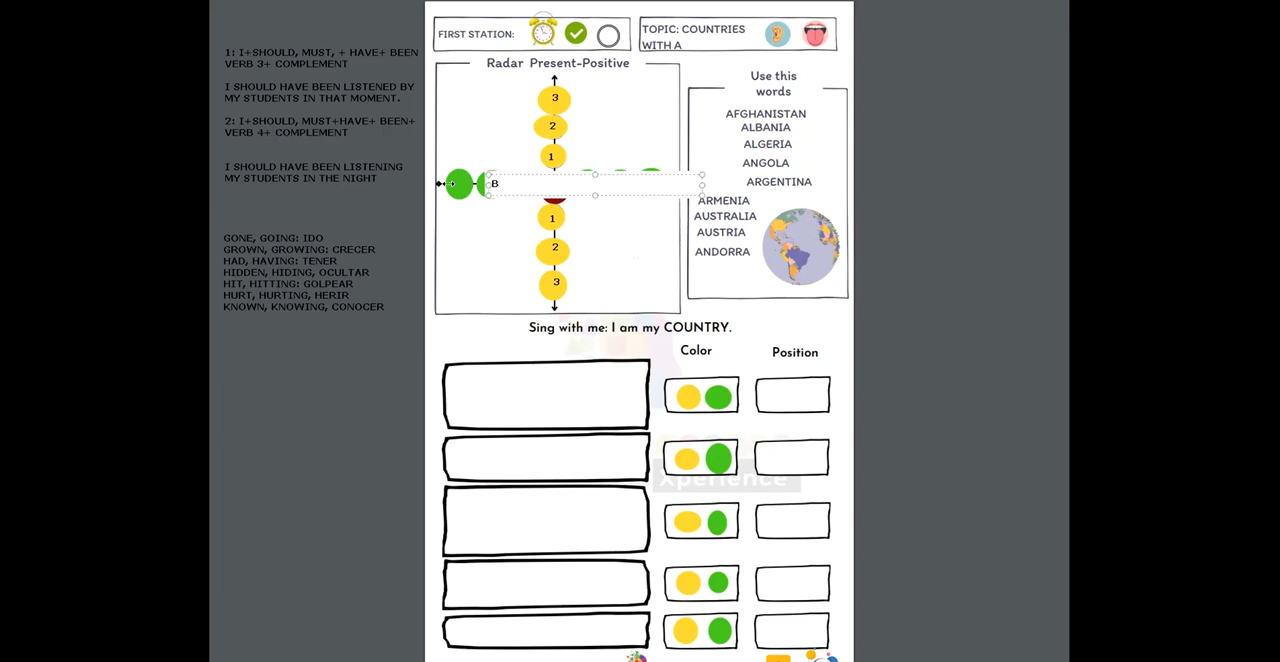 1: I+SHOULD, MUST, + HAVE+ BEEN
VERB 3+ COMPLEMENT
I SHOULD HAVE BEEN LISTENED BY
MY STUDENTS IN THAT MOMENT.
2: I+SHOULD, MUST+HAVE+ BEEN+
VERB 4+ COMPLEMENT
I SHOULD HAVE BEEN LISTENING
MY STUDENTS IN THE NIGHT
GONE, GOING: IDO
GROWN, GROWING: CRECER
HAD, HAVING: TENER
HIDDEN, HIDING, OCULTAR
HIT, HITTING: GOLPEAR
HURT, HURTING, HERIR
KNOWN, KNOWING, CONOCER
FIRST STATION:
TOPIC: COUNTRIES
WITH A
Radar Present-Positive
3
2
1
B
1
2
3
Use this
words
AFGHANISTAN
ALBANIA
ALGERIA
ANGOLA
ARGENTINA
ARMENIA
AUSTRALIA
AUSTRIA
ANDORRA
Sing with me: I am my COUNTRY.
Color
Position
xperience